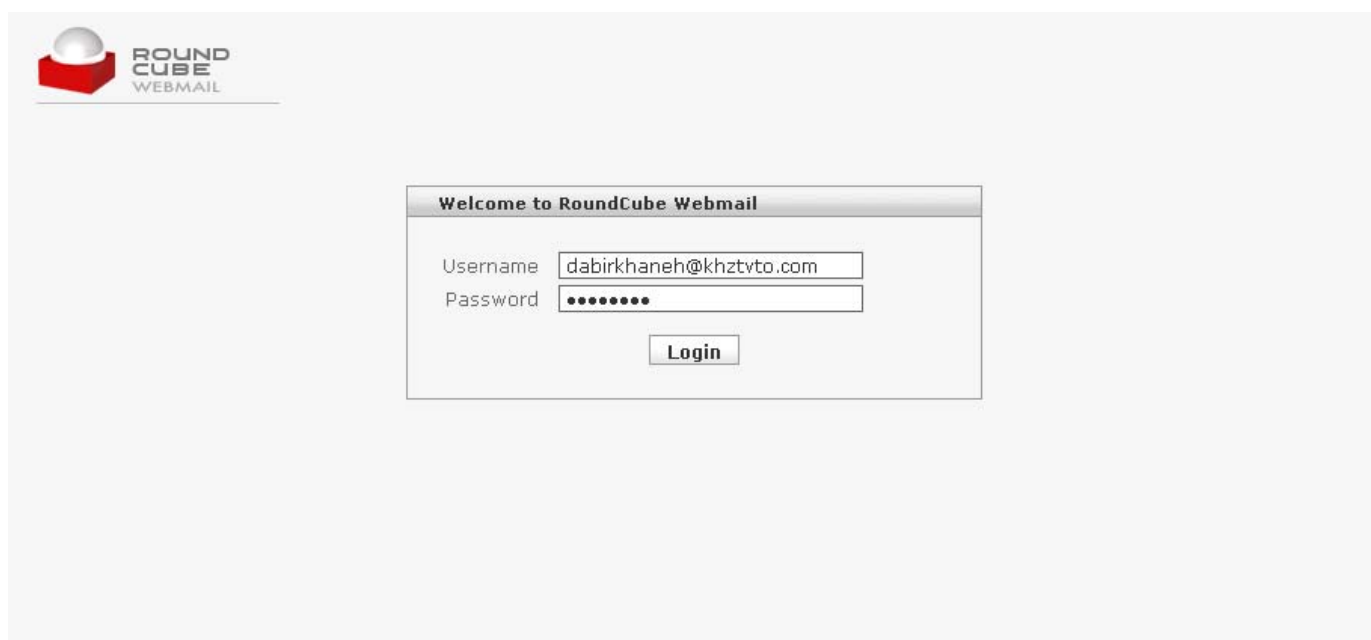 ROUND
CUBE
WEBMAIL
Welcome to RoundCube Webmail
Username dabirkhaneh@khztvto.com
Password ••••••••
Login